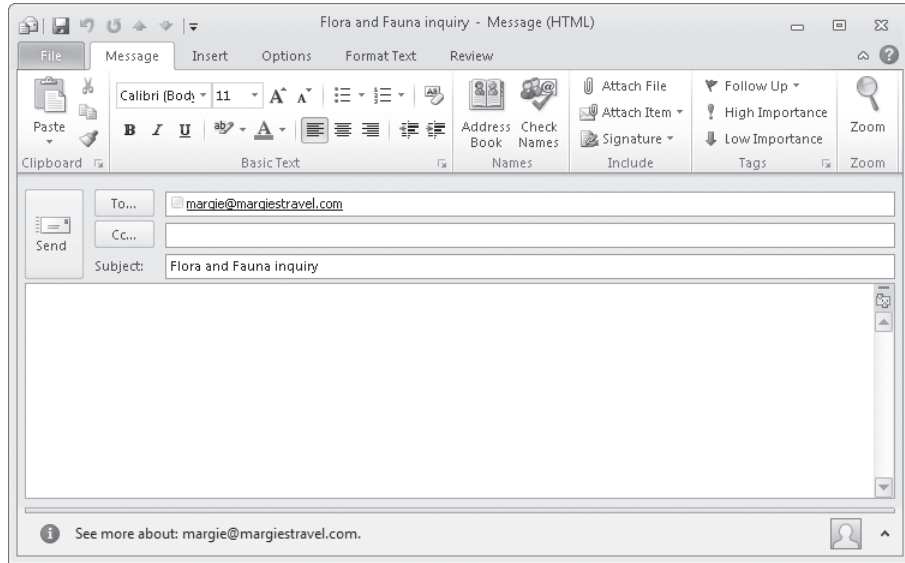 Flora and Fauna inquiry - Message (HTML)
File Message Insert Options Format Text Review
Paste
Clipboard
Calibri (Body 11
B I U
Basic Text
Address Book
Check Names
Names
Attach File
Attach Item
Signature
Include
Follow Up
High Importance
Low Importance
Tags
Zoom
Zoom
Send
To... margie@margiestravel.com
Cc...
Subject: Flora and Fauna inquiry
See more about: margie@margiestravel.com.